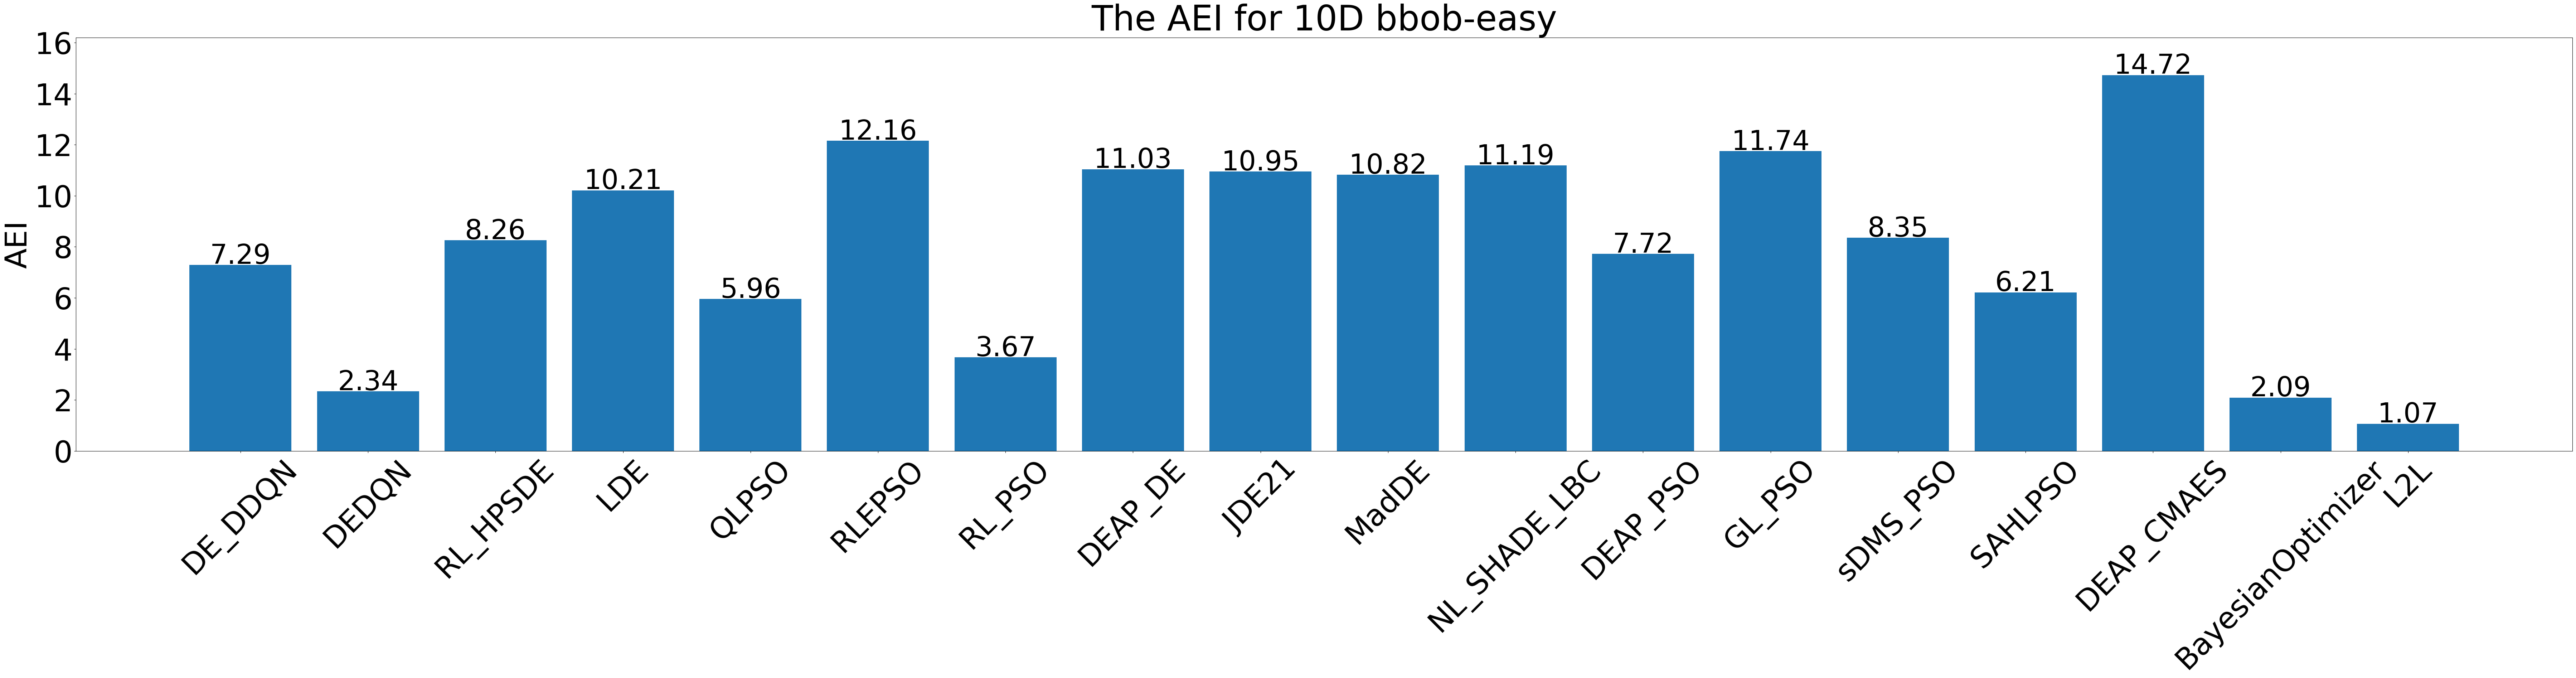 The AEI for 10D bbob-easy
AEI
16
14
12
10
8
6
4
2
0
7.29
2.34
8.26
10.21
5.96
12.16
3.67
11.03
10.95
10.82
11.19
7.72
11.74
8.35
6.21
14.72
2.09
1.07
DE_DDQN
DEDQN
RL_HPSDE
LDE
QLPSO
RLEPSO
RL_PSO
DEAP_DE
JDE21
MadDE
NL_SHADE_LBC
DEAP_PSO
GL_PSO
sDMS_PSO
SAHLPSO
DEAP_CMAES
BayesianOptimizer
L2L